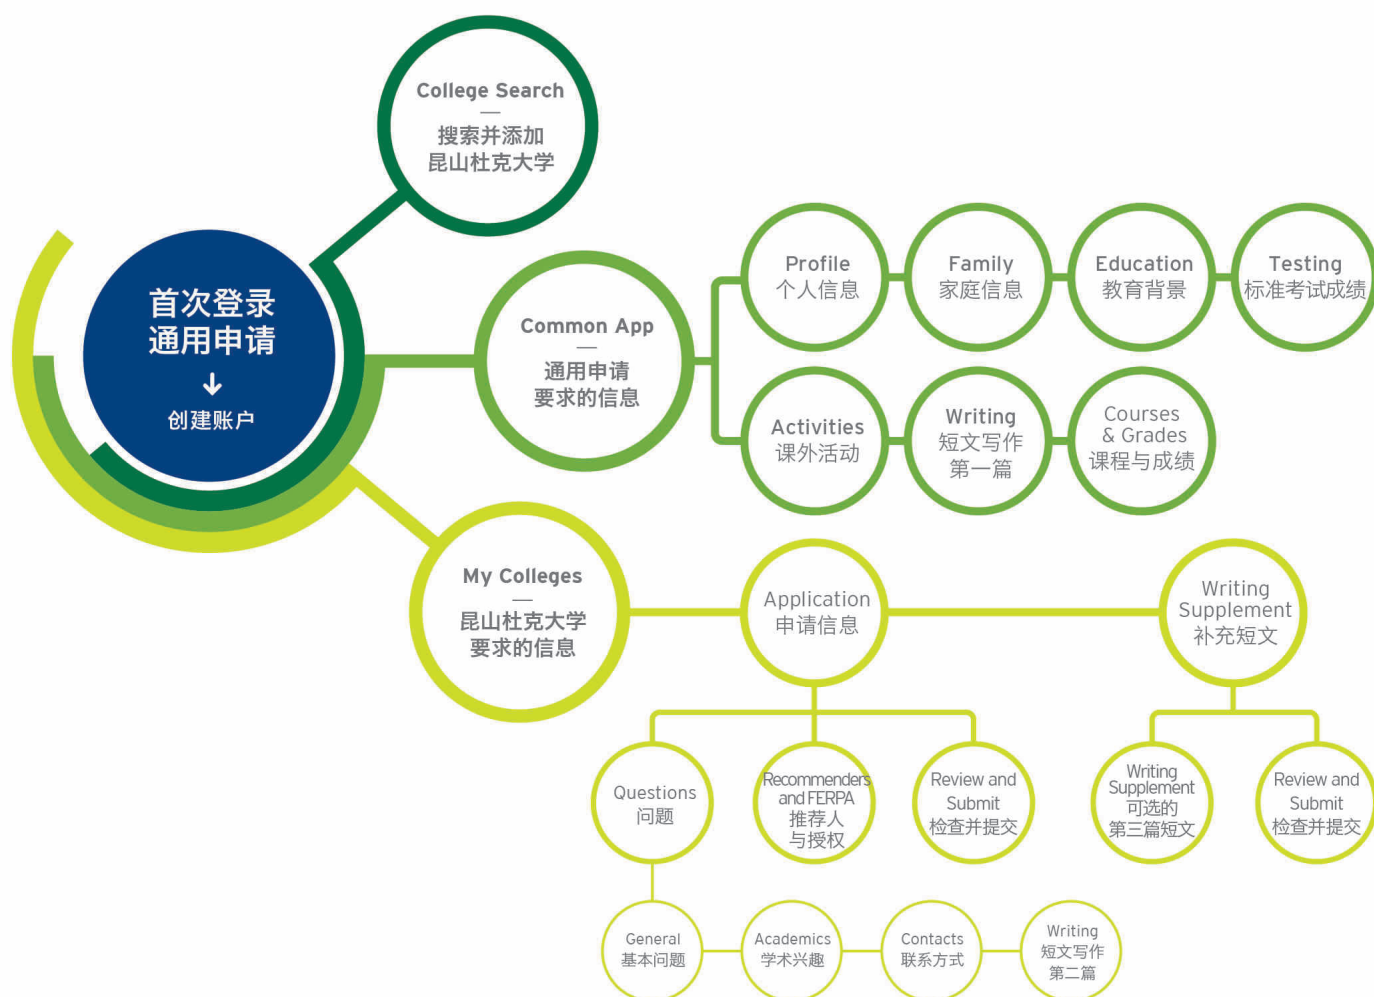 College Search
—
搜索并添加
昆山杜克大学
首次登录
通用申请
↓
创建账户
Common App
—
通用申请
要求的信息
Profile
个人信息
Family
家庭信息
Education
教育背景
Testing
标准考试成绩
Activities
课外活动
Writing
短文写作
第一篇
Courses
& Grades
课程与成绩
My Colleges
—
昆山杜克大学
要求的信息
Application
申请信息
Writing
Supplement
补充短文
Questions
问题
Recommenders
and FERPA
推荐人
与授权
Review and
Submit
检查并提交
Writing
Supplement
可选的
第三篇短文
Review and
Submit
检查并提交
General
基本问题
Academics
学术兴趣
Contacts
联系方式
Writing
短文写作
第二篇